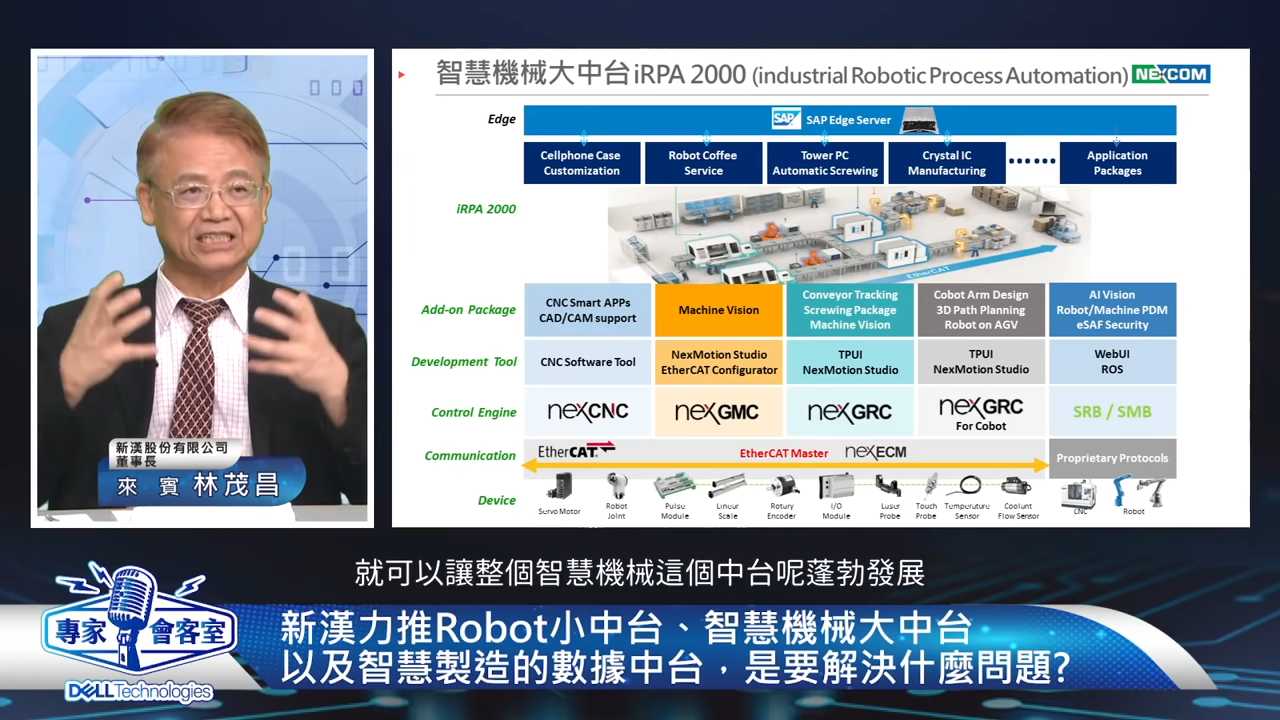 智慧機械大中台iRPA 2000 (industrial Robotic Process Automation) NEXCOM
Edge
SAP SAP Edge Server
Cellphone Case
Customization
Robot Coffee
Service
Tower PC
Automatic Screwing
Crystal IC
Manufacturing
Application
Packages
iRPA 2000
EtherCAT
Add-on Package
CNC Smart APPs
CAD/CAM support
Machine Vision
Conveyor Tracking
Screwing Package
Machine Vision
Cobot Arm Design
3D Path Planning
Robot on AGV
AI Vision
Robot/Machine PDM
eSAF Security
Development Tool
CNC Software Tool
NexMotion Studio
EtherCAT Configurator
TPUI
NexMotion Studio
TPUI
NexMotion Studio
WebUI
ROS
Control Engine
nexCNC
nexGMC
nexGRC
nexGRC
For Cobot
SRB / SMB
Communication
EtherCAT
EtherCAT Master
nexECM
Proprietary Protocols
Device
Servo Motor
Robot
Joint
Pulse
Module
Linear
Scale
Rotary
Encoder
I/O
Module
Laser
Probe
Touch
Probe
Temperature
Sensor
Coolant
Flow Sensor
CNC
Robot
新漢股份有限公司
董事長
來 賓 林茂昌
就可以讓整個智慧機械這個中台呢蓬勃發展
專家會客室
DELLTechnologies
新漢力推Robot小中台、智慧機械大中台
以及智慧製造的數據中台,是要解決什麼問題?